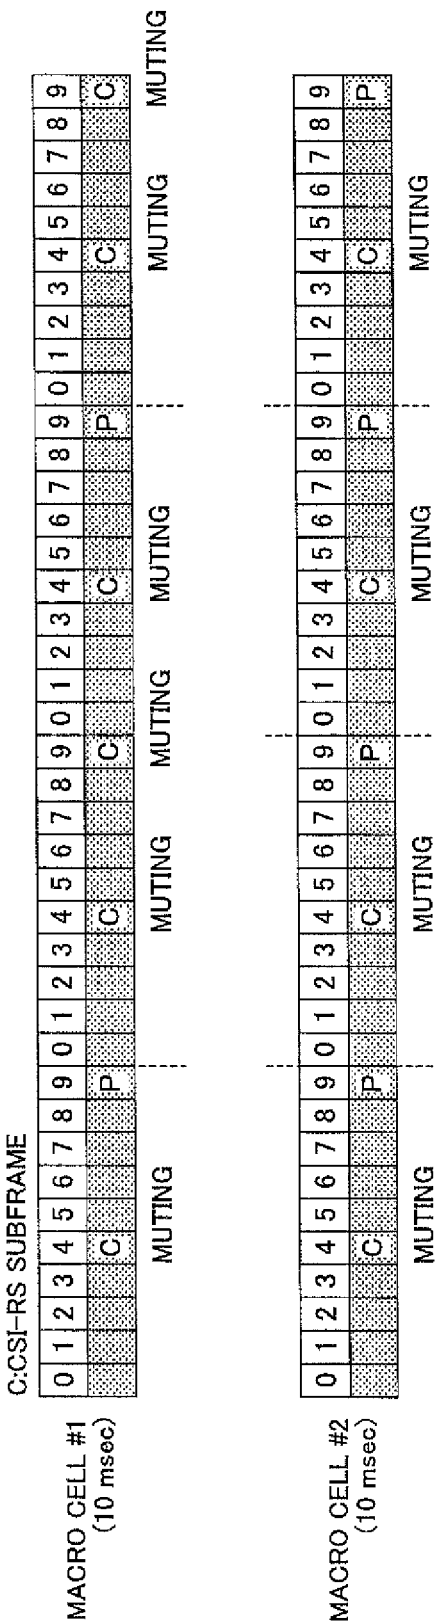 C:CSI-RS SUBFRAME
MACRO CELL #1
(10 msec)
0 1 2 3 4 5 6 7 8 9 0 1 2 3 4 5 6 7 8 9 0 1 2 3 4 5 6 7 8 9 0 1 2 3 4 5 6 7 8 9
C P C C C P C C
MUTING MUTING MUTING MUTING MUTING MUTING
MACRO CELL #2
(10 msec)
0 1 2 3 4 5 6 7 8 9 0 1 2 3 4 5 6 7 8 9 0 1 2 3 4 5 6 7 8 9 0 1 2 3 4 5 6 7 8 9
C P C P C P C P
MUTING MUTING MUTING MUTING